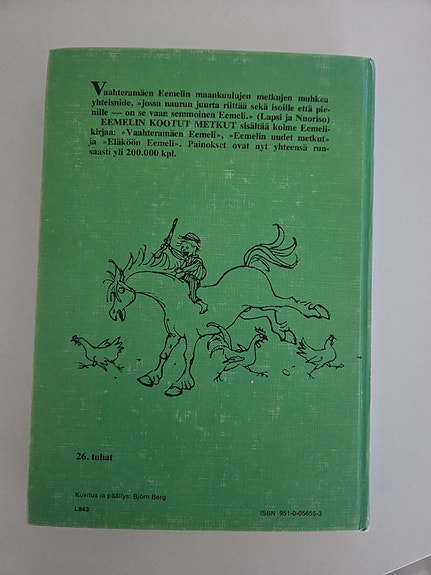 Vaahteramäen Eemelin maankuulujen metkujen muhkea
yhteisnide, »jossa naurun juurta riittää sekä isoille että pie-
nille — on se vaan semmoinen Eemeli.» (Lapsi ja Nuoriso)
EEMELIN KOOTUT METKUT sisältää kolme Eemeli-
kirjaa: »Vaahteramäen Eemeli», »Eemelin uudet metkut»
ja »Eläköön Eemeli». Painokset ovat nyt yhteensä run-
saasti yli 200.000 kpl.
26. tuhat
Kuvitus ja päällys: Björn Berg
L843
ISBN 951-0-05655-3